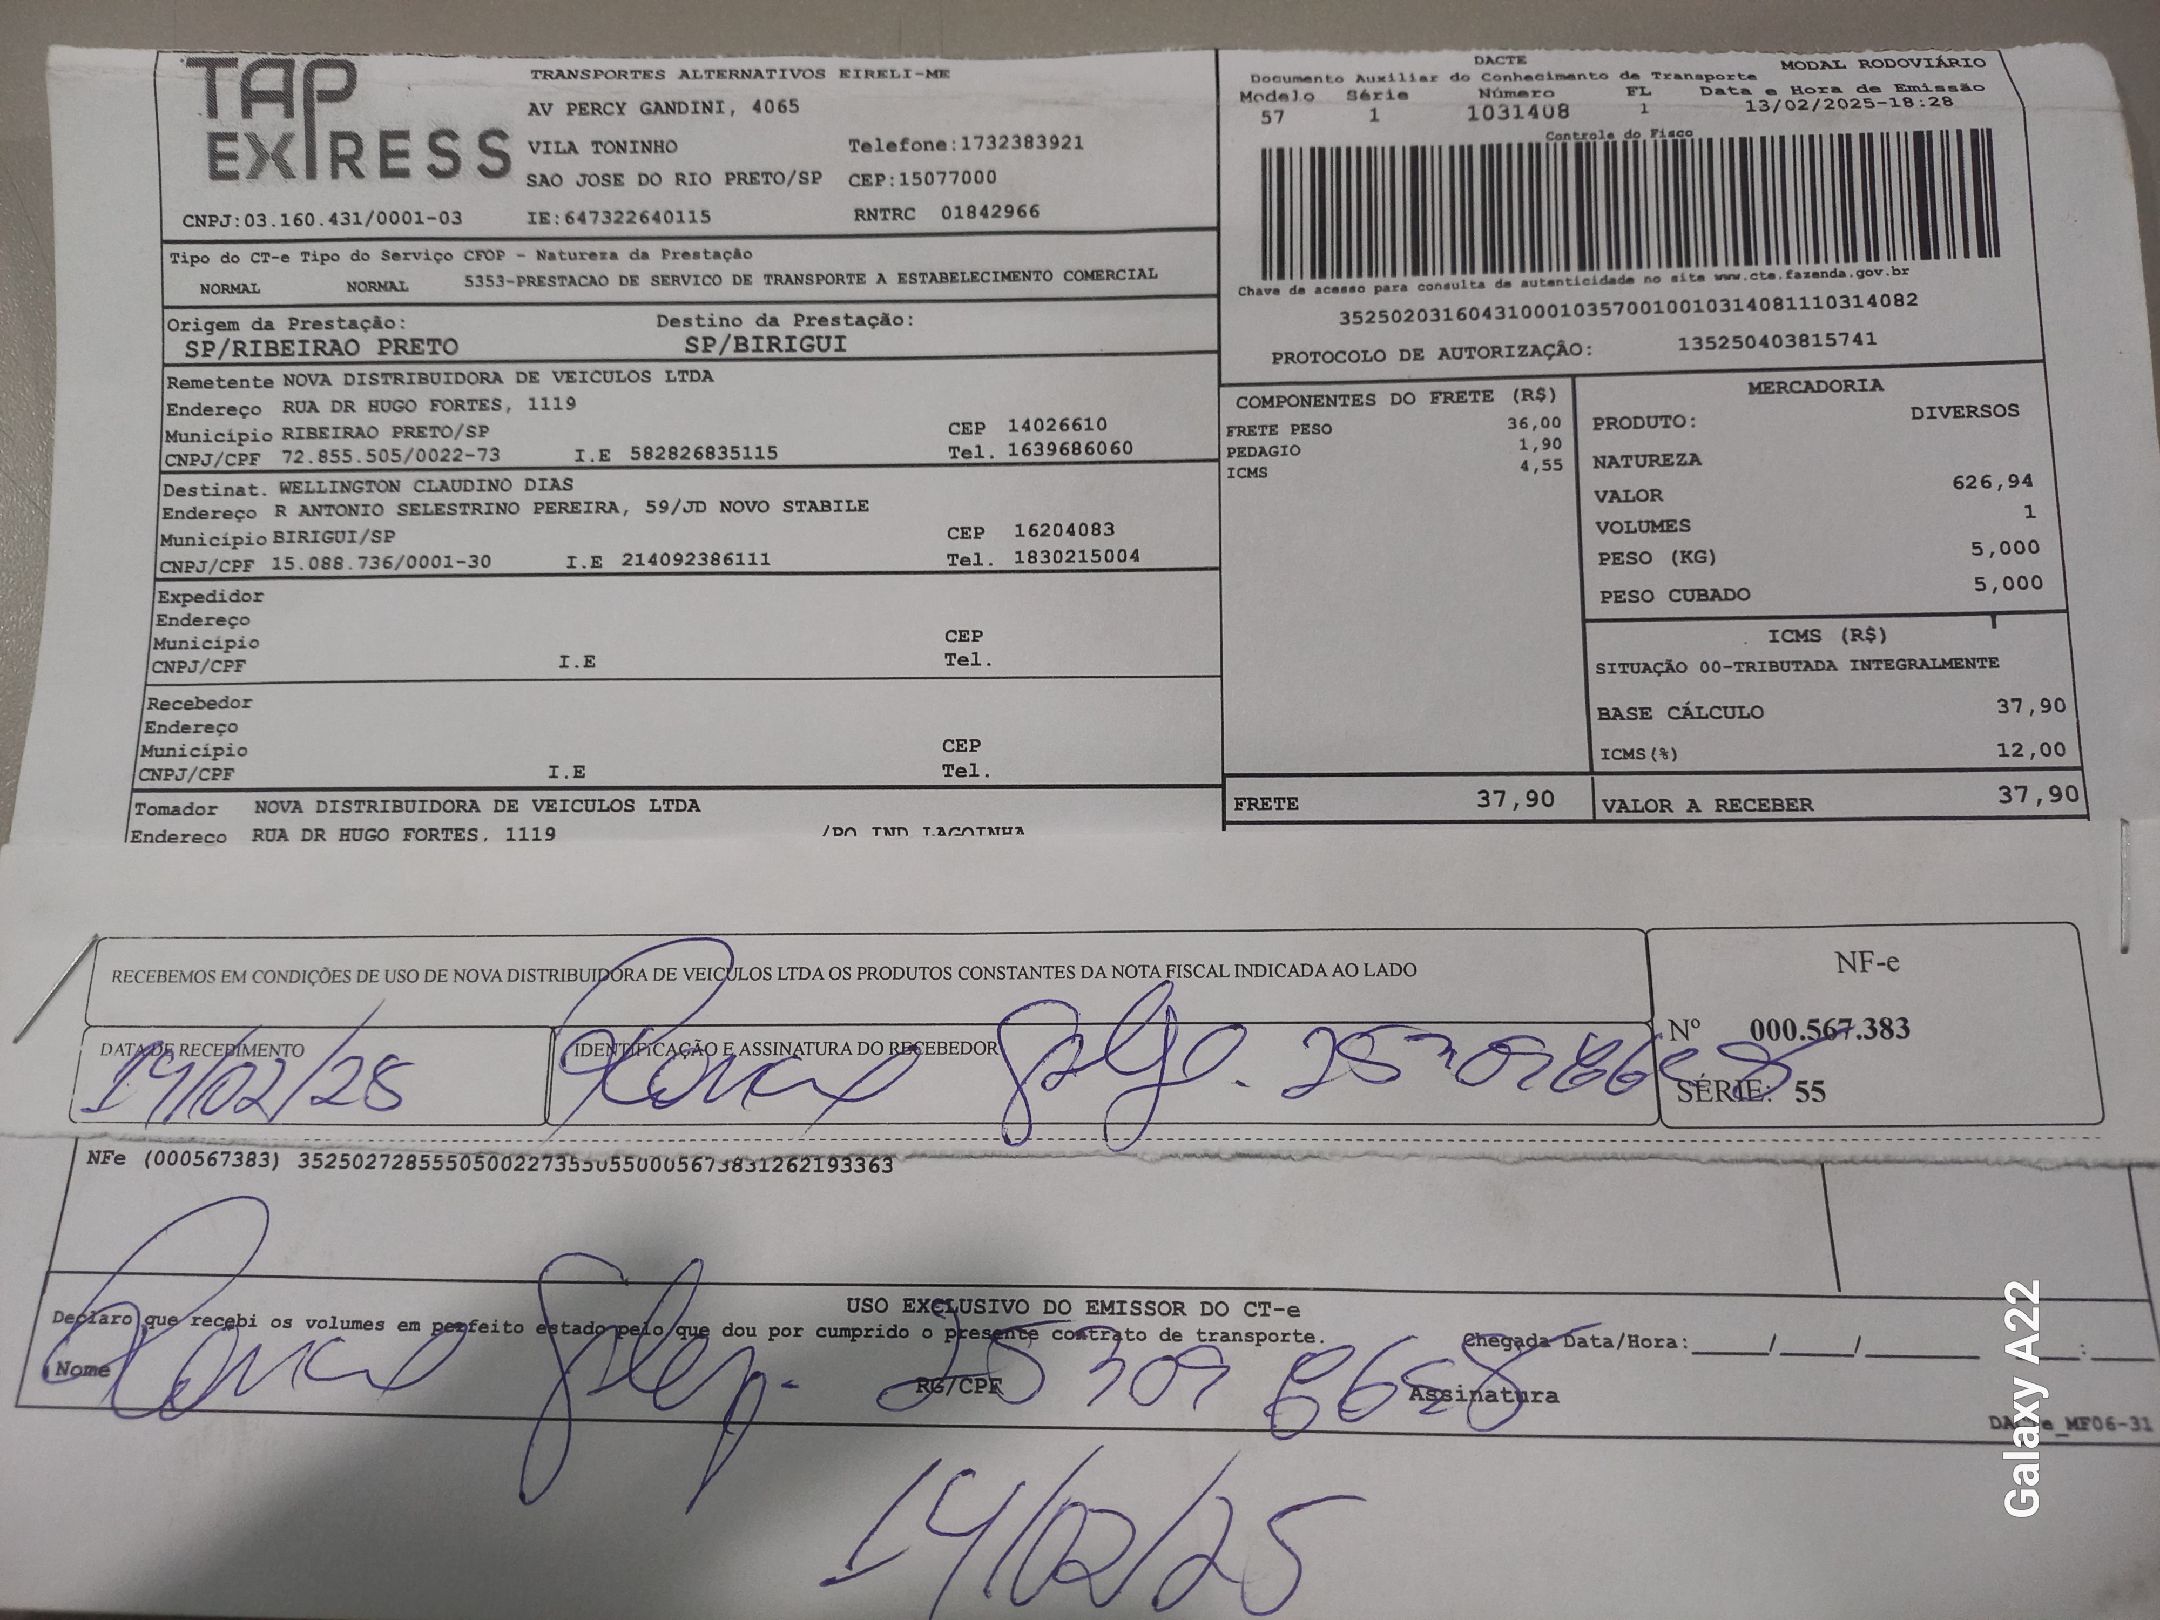 TAP EXPRESS
TRANSPORTES ALTERNATIVOS EIRELI-ME
AV PERCY GANDINI, 4065
VILA TONINHO Telefone:1732383921
SAO JOSE DO RIO PRETO/SP CEP:15077000
CNPJ:03.160.431/0001-03 IE:647322640115 RNTRC 01842966
DACTE
Documento Auxiliar do Conhecimento de Transporte MODAL RODOVIÁRIO
Modelo Série Número FL Data e Hora de Emissão
57 1 1031408 1 13/02/2025-18:28
Controle do Fisco
Chave de acesso para consulta de autenticidade no site www.cte.fazenda.gov.br
35250203160431000103570010010314081110314082
PROTOCOLO DE AUTORIZAÇÃO: 135250403815741
Tipo do CT-e Tipo do Serviço CFOP - Natureza da Prestação
NORMAL NORMAL 5353-PRESTACAO DE SERVICO DE TRANSPORTE A ESTABELECIMENTO COMERCIAL
Origem da Prestação: Destino da Prestação:
SP/RIBEIRAO PRETO SP/BIRIGUI
Remetente NOVA DISTRIBUIDORA DE VEICULOS LTDA
Endereço RUA DR HUGO FORTES, 1119
Município RIBEIRAO PRETO/SP CEP 14026610
CNPJ/CPF 72.855.505/0022-73 I.E 582826835115 Tel. 1639686060
Destinat. WELLINGTON CLAUDINO DIAS
Endereço R ANTONIO SELESTRINO PEREIRA, 59/JD NOVO STABILE
Município BIRIGUI/SP CEP 16204083
CNPJ/CPF 15.088.736/0001-30 I.E 214092386111 Tel. 1830215004
Expedidor
Endereço
Município CEP
CNPJ/CPF I.E Tel.
Recebedor
Endereço
Município CEP
CNPJ/CPF I.E Tel.
Tomador NOVA DISTRIBUIDORA DE VEICULOS LTDA
Endereço RUA DR HUGO FORTES, 1119 /PQ IND LAGOINHA
COMPONENTES DO FRETE (R$)
FRETE PESO 36,00
PEDAGIO 1,90
ICMS 4,55
MERCADORIA
PRODUTO: DIVERSOS
NATUREZA
VALOR 626,94
VOLUMES 1
PESO (KG) 5,000
PESO CUBADO 5,000
ICMS (R$)
SITUAÇÃO 00-TRIBUTADA INTEGRALMENTE
BASE CÁLCULO 37,90
ICMS(%) 12,00
FRETE 37,90 VALOR A RECEBER 37,90
RECEBEMOS EM CONDIÇÕES DE USO DE NOVA DISTRIBUIDORA DE VEICULOS LTDA OS PRODUTOS CONSTANTES DA NOTA FISCAL INDICADA AO LADO
DATA DE RECEBIMENTO IDENTIFICAÇÃO E ASSINATURA DO RECEBEDOR
14/02/25
NF-e
Nº 000.567.383
SÉRIE: 55
NFe (000567383) 35250272855505002273550550005673831262193363
USO EXCLUSIVO DO EMISSOR DO CT-e
Declaro que recebi os volumes em perfeito estado pelo que dou por cumprido o presente contrato de transporte. Chegada Data/Hora:_____/_____/_____ ____:____
Nome RG/CPF Assinatura
14/02/25
Galaxy A22